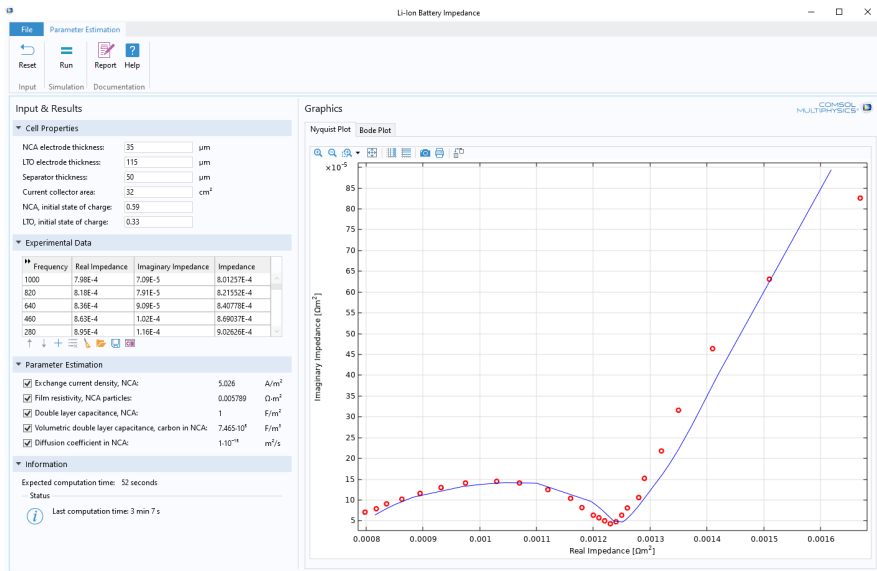 Li-Ion Battery Impedance
File Parameter Estimation
Reset Run Report Help
Input Simulation Documentation
Input & Results
Cell Properties
NCA electrode thickness: 35 µm
LTO electrode thickness: 115 µm
Separator thickness: 50 µm
Current collector area: 32 cm²
NCA, initial state of charge: 0.59
LTO, initial state of charge: 0.33
Experimental Data
Frequency Real Impedance Imaginary Impedance Impedance
1000 7.98E-4 7.09E-5 8.01257E-4
820 8.18E-4 7.91E-5 8.21552E-4
640 8.36E-4 9.09E-5 8.40778E-4
460 8.63E-4 1.02E-4 8.69037E-4
280 8.95E-4 1.16E-4 9.02626E-4
Parameter Estimation
Exchange current density, NCA: 5.026 A/m²
Film resistivity, NCA particles: 0.005789 Ω·m²
Double layer capacitance, NCA: 1 F/m²
Volumetric double layer capacitance, carbon in NCA: F/m³
Diffusion coefficient in NCA: m²/s
Information
Expected computation time: 52 seconds
Status
Last computation time: 3 min 7 s
Graphics
COMSOL
MULTIPHYSICS®
Nyquist Plot Bode Plot
×10⁻⁵
85
80
75
70
65
60
55
50
45
40
35
30
25
20
15
10
5
Imaginary Impedance [Ωm²]
0.0008 0.0009 0.001 0.0011 0.0012 0.0013 0.0014 0.0015 0.0016
Real Impedance [Ωm²]